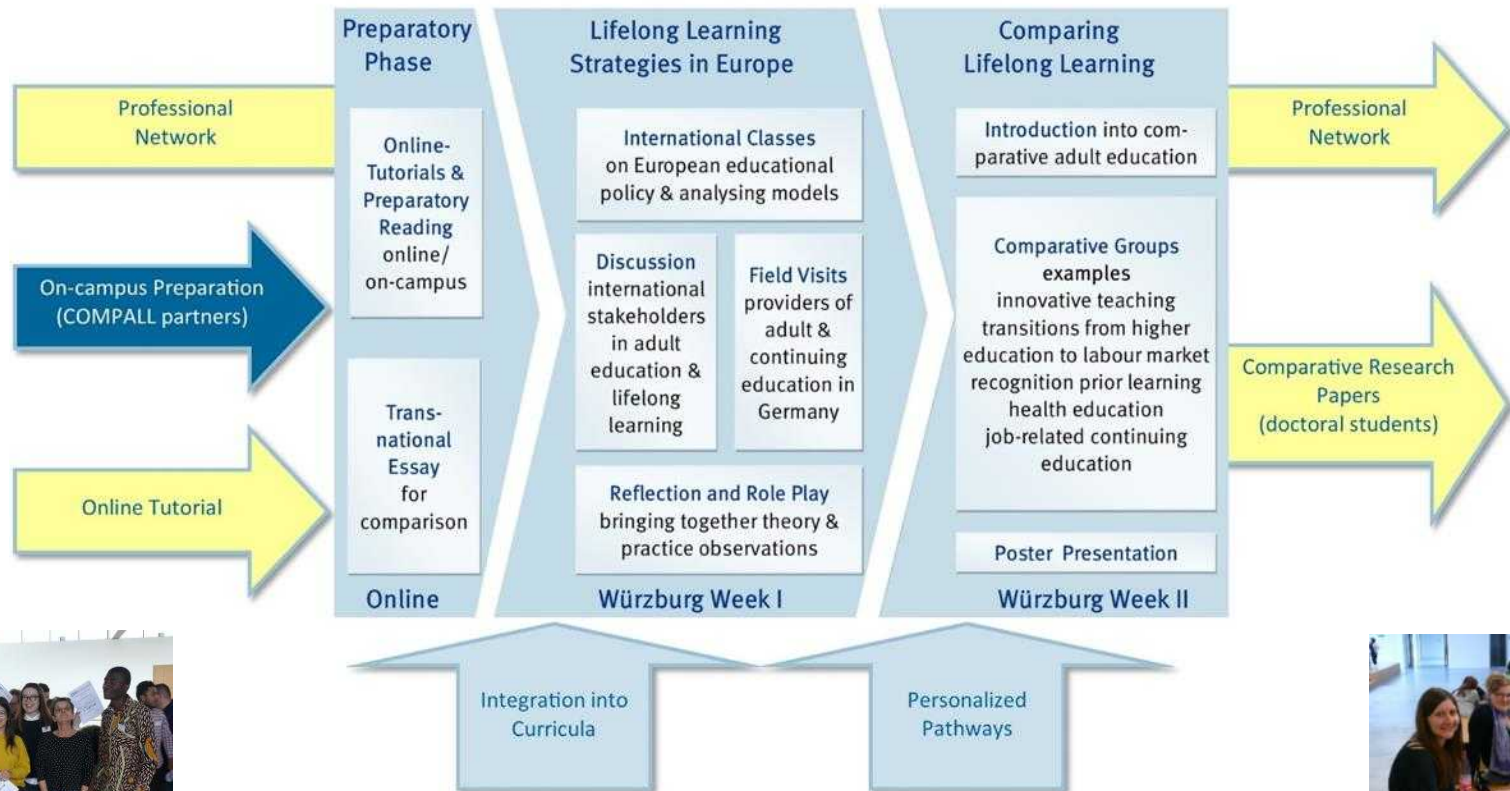 Professional
Network
On-campus Preparation
(COMPALL partners)
Online Tutorial
Preparatory
Phase
Online-
Tutorials &
Preparatory
Reading
online/
on-campus
Trans-
national
Essay
for
comparison
Online
Lifelong Learning
Strategies in Europe
International Classes
on European educational
policy & analysing models
Discussion
international
stakeholders
in adult
education &
lifelong
learning
Field Visits
providers of
adult &
continuing
education in
Germany
Reflection and Role Play
bringing together theory &
practice observations
Würzburg Week I
Comparing
Lifelong Learning
Introduction into com-
parative adult education
Comparative Groups
examples
innovative teaching
transitions from higher
education to labour market
recognition prior learning
health education
job-related continuing
education
Poster Presentation
Würzburg Week II
Professional
Network
Comparative Research
Papers
(doctoral students)
Integration into
Curricula
Personalized
Pathways